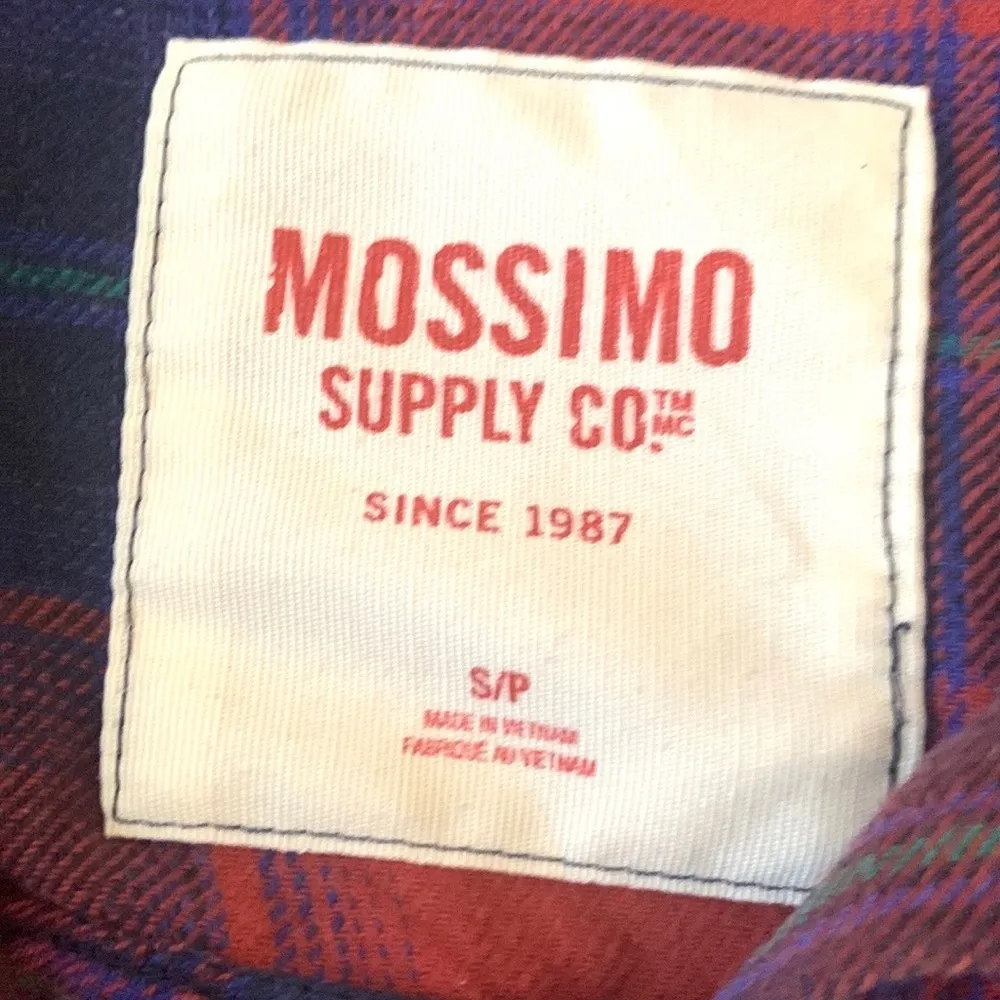 MOSSIMO
SUPPLY CO.™ MC
SINCE 1987
S/P
MADE IN VIETNAM
FABRIQUÉ AU VIETNAM